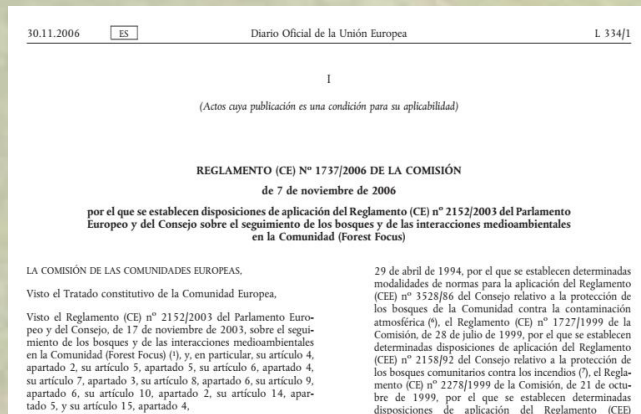 30.11.2006 ES Diario Oficial de la Unión Europea L 334/1
I
(Actos cuya publicación es una condición para su aplicabilidad)
REGLAMENTO (CE) Nº 1737/2006 DE LA COMISIÓN
de 7 de noviembre de 2006
por el que se establecen disposiciones de aplicación del Reglamento (CE) nº 2152/2003 del Parlamento
Europeo y del Consejo sobre el seguimiento de los bosques y de las interacciones medioambientales
en la Comunidad (Forest Focus)
LA COMISIÓN DE LAS COMUNIDADES EUROPEAS,
Visto el Tratado constitutivo de la Comunidad Europea,
Visto el Reglamento (CE) nº 2152/2003 del Parlamento Euro-
peo y del Consejo, de 17 de noviembre de 2003, sobre el segui-
miento de los bosques y de las interacciones medioambientales
en la Comunidad (Forest Focus) (¹), y, en particular, su artículo 4,
apartado 2, su artículo 5, apartado 5, su artículo 6, apartado 4,
su artículo 7, apartado 3, su artículo 8, apartado 6, su artículo 9,
apartado 6, su artículo 10, apartado 2, su artículo 14, apar-
tado 5, y su artículo 15, apartado 4,
29 de abril de 1994, por el que se establecen determinadas
modalidades de normas para la aplicación del Reglamento
(CEE) nº 3528/86 del Consejo relativo a la protección de
los bosques de la Comunidad contra la contaminación
atmosférica (⁶), el Reglamento (CE) nº 1727/1999 de la
Comisión, de 28 de julio de 1999, por el que se establecen
determinadas disposiciones de aplicación del Reglamento
(CEE) nº 2158/92 del Consejo relativo a la protección de
los bosques comunitarios contra los incendios (⁷), el Regla-
mento (CE) nº 2278/1999 de la Comisión, de 21 de octu-
bre de 1999, por el que se establecen determinadas
disposiciones de aplicación del Reglamento (CEE)